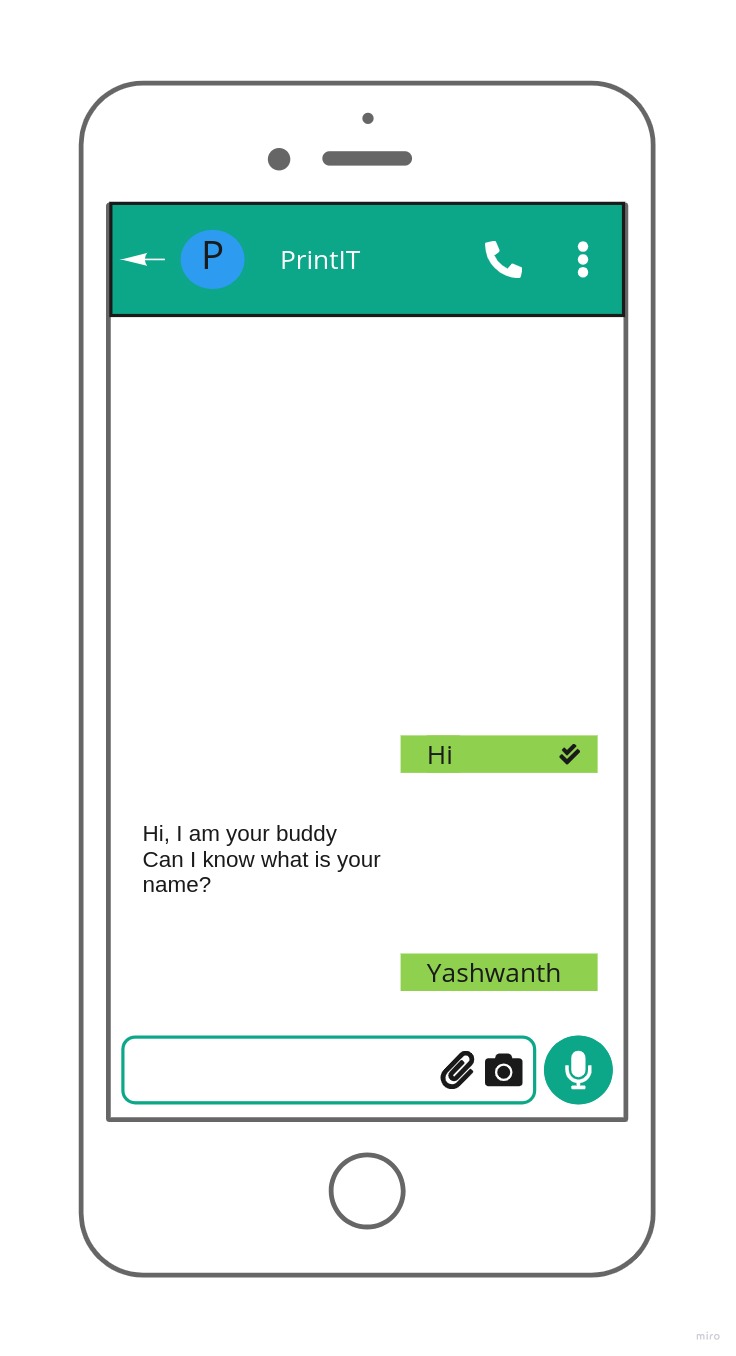 P
PrintIT
Hi
Hi, I am your buddy
Can I know what is your
name?
Yashwanth
miro